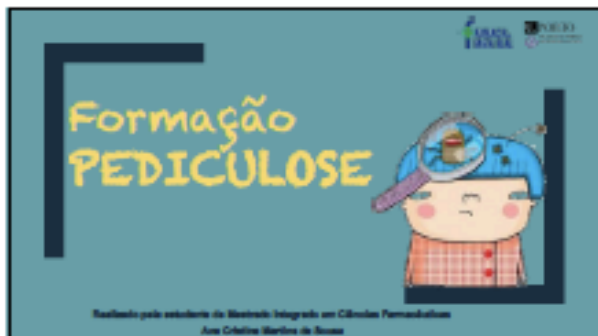 Formação
PEDICULOSE
Realizado pela estudante do Mestrado Integrado em Ciências Farmacêuticas
Ana Cristina Martins de Sousa